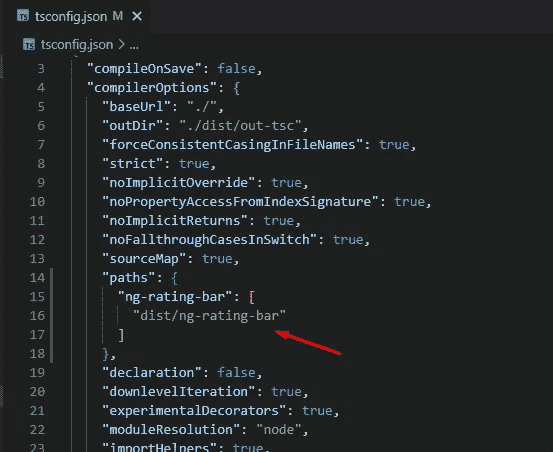 TS tsconfig.json M ×
TS tsconfig.json > ...
3 "compileOnSave": false,
4 "compilerOptions": {
5 "baseUrl": "./",
6 "outDir": "./dist/out-tsc",
7 "forceConsistentCasingInFileNames": true,
8 "strict": true,
9 "noImplicitOverride": true,
10 "noPropertyAccessFromIndexSignature": true,
11 "noImplicitReturns": true,
12 "noFallthroughCasesInSwitch": true,
13 "sourceMap": true,
14 "paths": {
15 "ng-rating-bar": [
16 "dist/ng-rating-bar"
17 ]
18 },
19 "declaration": false,
20 "downlevelIteration": true,
21 "experimentalDecorators": true,
22 "moduleResolution": "node",
23 "importHelpers": true,